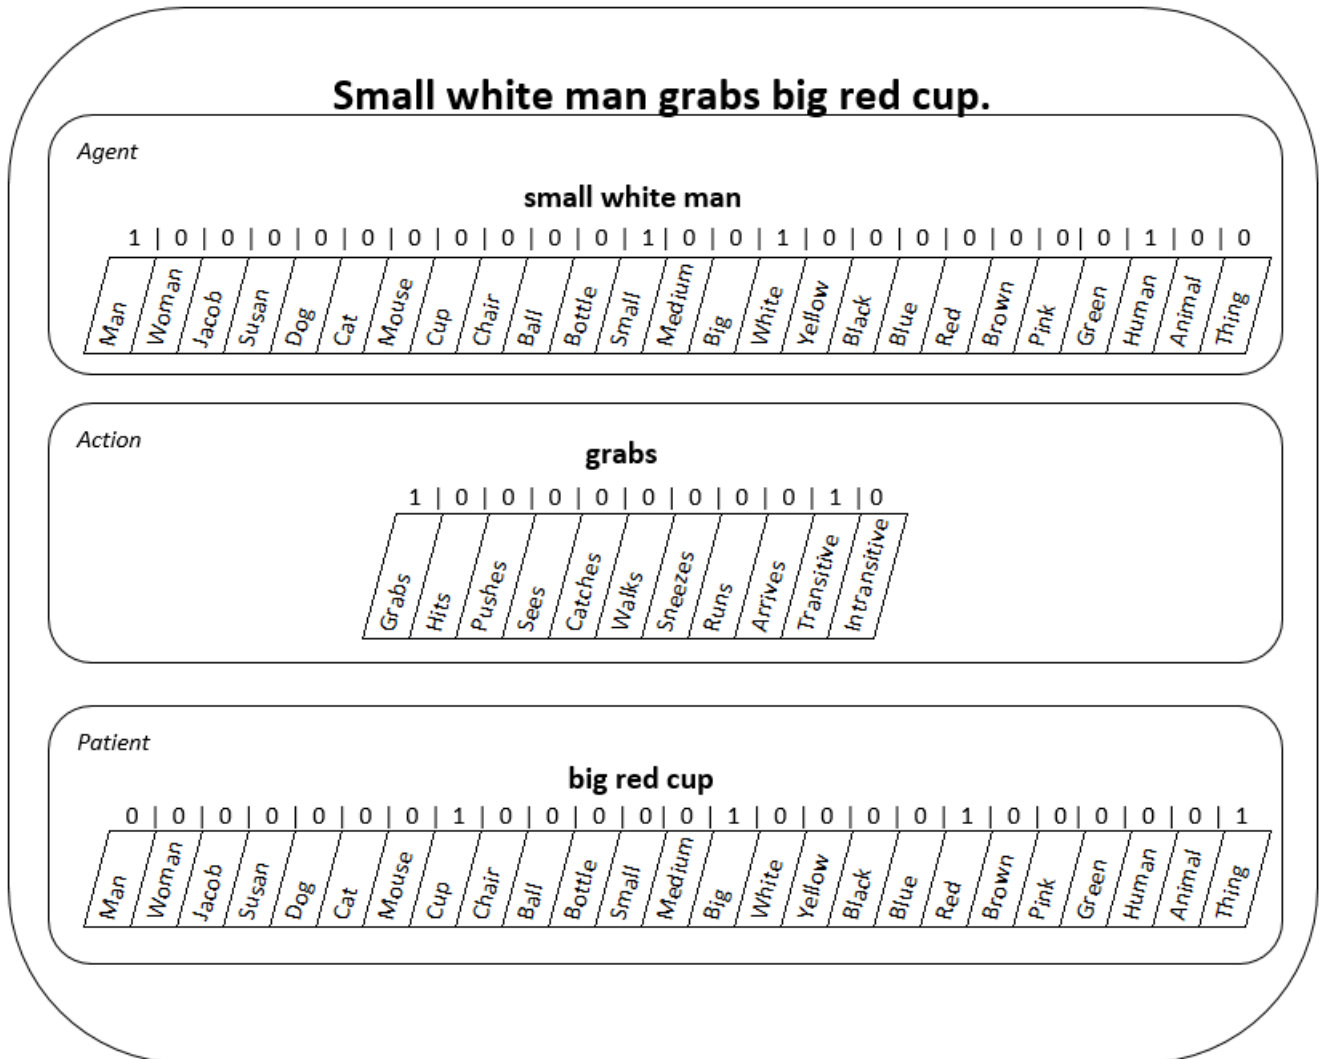 Small white man grabs big red cup.
Agent
small white man
1 | 0 | 0 | 0 | 0 | 0 | 0 | 0 | 0 | 0 | 0 | 1 | 0 | 0 | 1 | 0 | 0 | 0 | 0 | 0 | 0 | 0 | 1 | 0 | 0
Man Woman Jacob Susan Dog Cat Mouse Cup Chair Ball Bottle Small Medium Big White Yellow Black Blue Red Brown Pink Green Human Animal Thing
Action
grabs
1 | 0 | 0 | 0 | 0 | 0 | 0 | 0 | 0 | 1 | 0
Grabs Hits Pushes Sees Catches Walks Sneezes Runs Arrives Transitive Intransitive
Patient
big red cup
0 | 0 | 0 | 0 | 0 | 0 | 0 | 1 | 0 | 0 | 0 | 0 | 0 | 1 | 0 | 0 | 0 | 0 | 1 | 0 | 0 | 0 | 0 | 0 | 1
Man Woman Jacob Susan Dog Cat Mouse Cup Chair Ball Bottle Small Medium Big White Yellow Black Blue Red Brown Pink Green Human Animal Thing